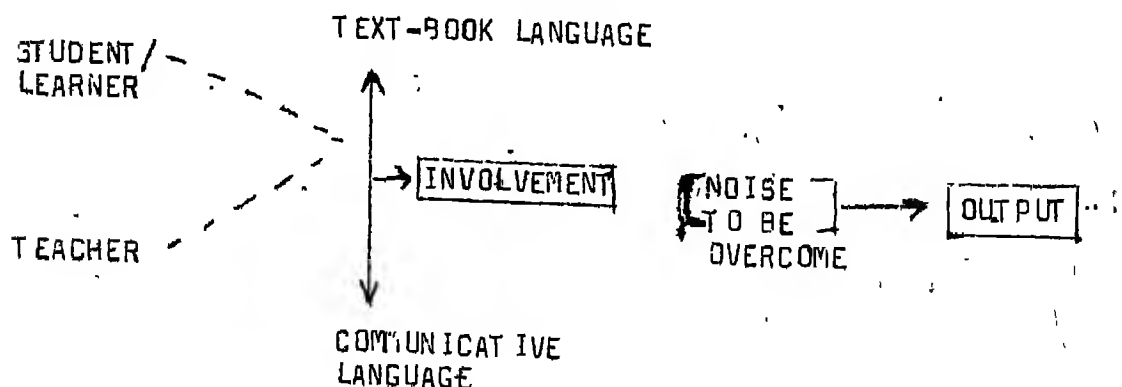 TEXT-BOOK LANGUAGE
STUDENT/
LEARNER
INVOLVEMENT
NOISE
TO BE
OVERCOME
OUTPUT
TEACHER
COMMUNICATIVE
LANGUAGE